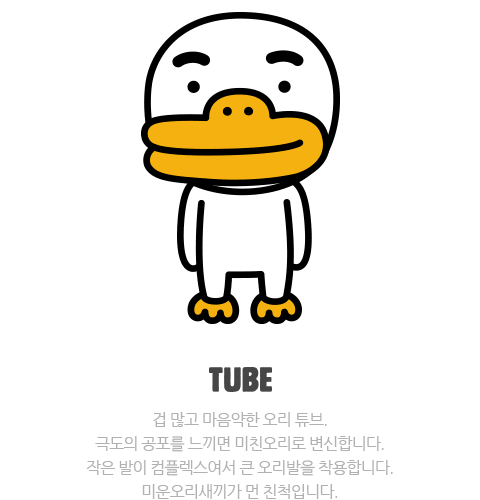 TUBE
겁 많고 마음약한 오리 튜브.
극도의 공포를 느끼면 미친오리로 변신합니다.
작은 발이 컴플렉스여서 큰 오리발을 착용합니다.
미운오리새끼가 먼 친척입니다.